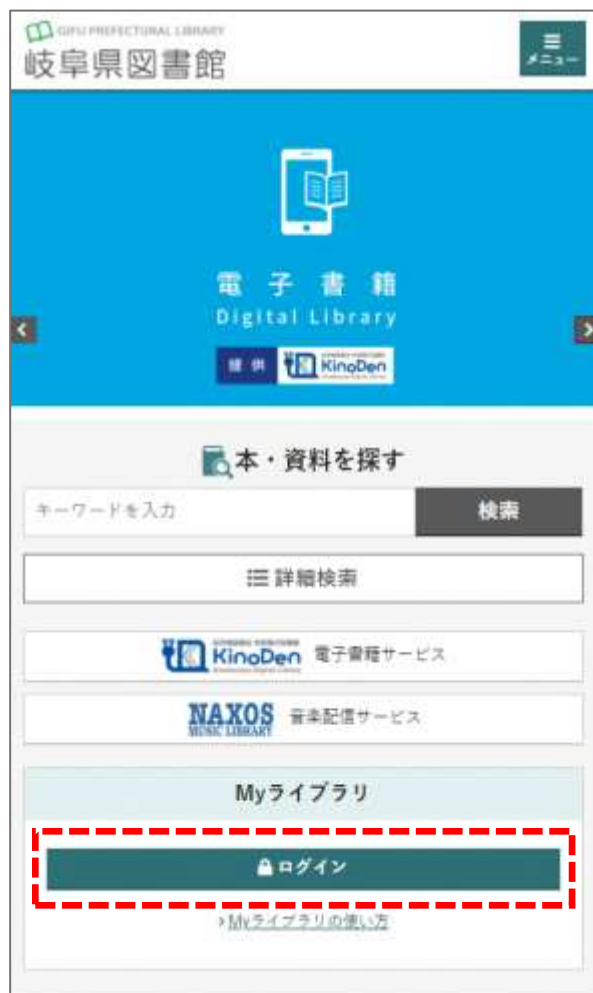 GIFU PREFECTURAL LIBRARY
岐阜県図書館
メニュー
電子書籍
Digital Library
提供 KinoDen
本・資料を探す
キーワードを入力 検索
詳細検索
KinoDen 電子書籍サービス
NAXOS 音楽配信サービス
MUSIC LIBRARY
Myライブラリ
ログイン
›Myライブラリの使い方